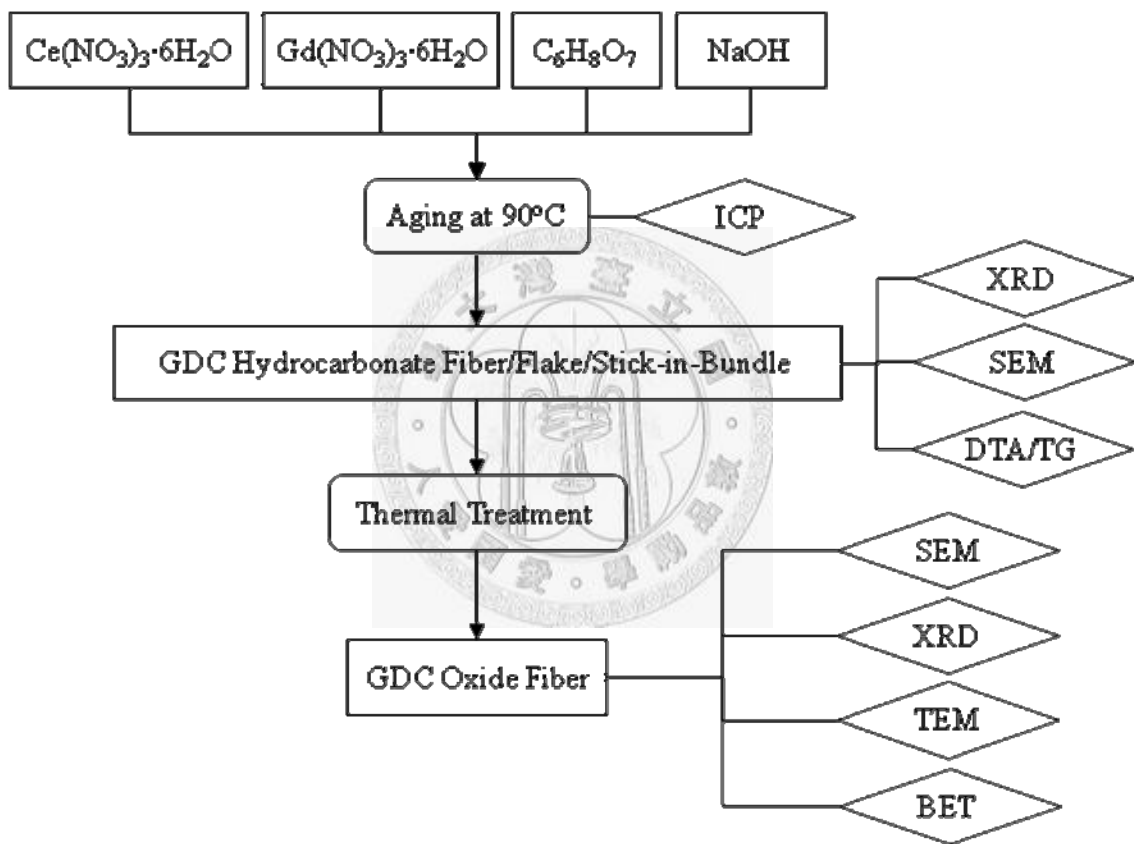 Ce(NO₃)₃·6H₂O
Gd(NO₃)₃·6H₂O
C₆H₈O₇
NaOH
Aging at 90°C
ICP
XRD
GDC Hydrocarbonate Fiber/Flake/Stick-in-Bundle
SEM
DTA/TG
Thermal Treatment
SEM
XRD
GDC Oxide Fiber
TEM
BET